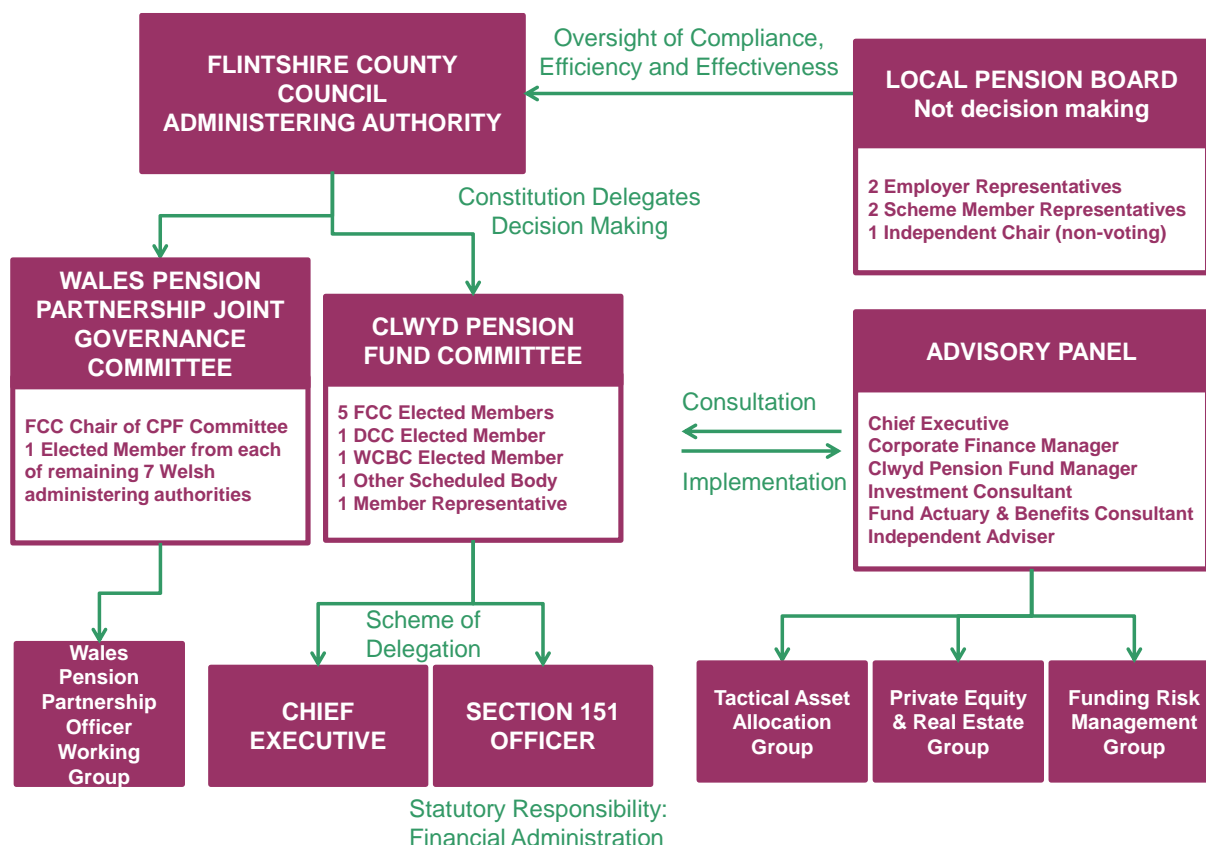 FLINTSHIRE COUNTY
COUNCIL
ADMINISTERING AUTHORITY
Oversight of Compliance,
Efficiency and Effectiveness
LOCAL PENSION BOARD
Not decision making
2 Employer Representatives
2 Scheme Member Representatives
1 Independent Chair (non-voting)
Constitution Delegates
Decision Making
WALES PENSION
PARTNERSHIP JOINT
GOVERNANCE
COMMITTEE
FCC Chair of CPF Committee
1 Elected Member from each
of remaining 7 Welsh
administering authorities
CLWYD PENSION
FUND COMMITTEE
5 FCC Elected Members
1 DCC Elected Member
1 WCBC Elected Member
1 Other Scheduled Body
1 Member Representative
Consultation
Implementation
ADVISORY PANEL
Chief Executive
Corporate Finance Manager
Clwyd Pension Fund Manager
Investment Consultant
Fund Actuary & Benefits Consultant
Independent Adviser
Wales
Pension
Partnership
Officer
Working
Group
Scheme of
Delegation
CHIEF
EXECUTIVE
SECTION 151
OFFICER
Statutory Responsibility:
Financial Administration
Tactical Asset
Allocation
Group
Private Equity
& Real Estate
Group
Funding Risk
Management
Group